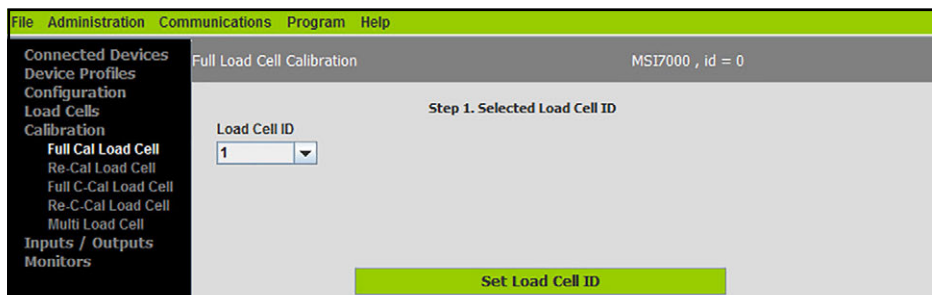 File Administration Communications Program Help
Connected Devices
Device Profiles
Configuration
Load Cells
Calibration
Full Cal Load Cell
Re-Cal Load Cell
Full C-Cal Load Cell
Re-C-Cal Load Cell
Multi Load Cell
Inputs / Outputs
Monitors
Full Load Cell Calibration MSI7000 , id = 0
Step 1. Selected Load Cell ID
Load Cell ID
1
Set Load Cell ID